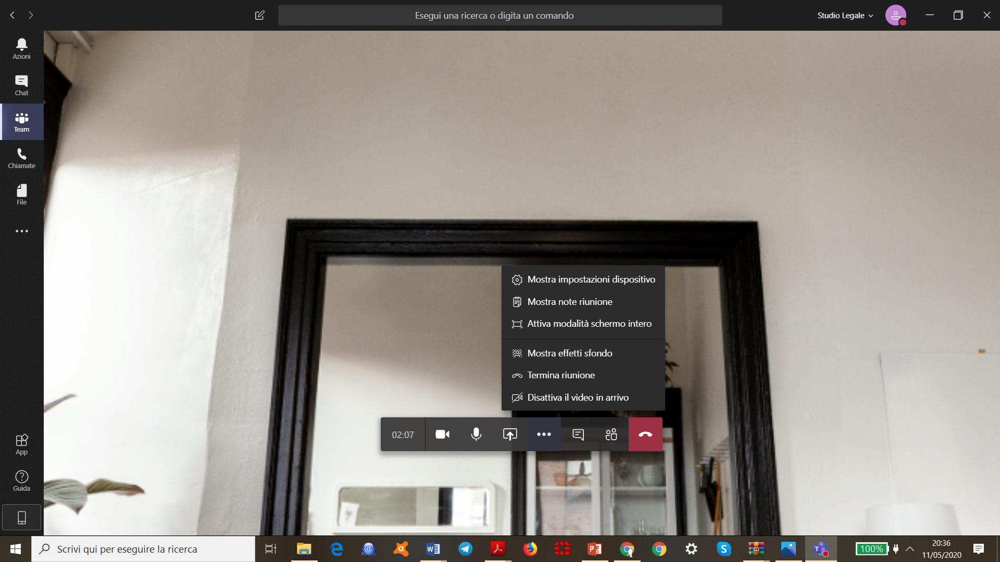 Esegui una ricerca o digita un comando
Studio Legale
Azioni
Chat
Team
Chiamate
File
Mostra impostazioni dispositivo
Mostra note riunione
Attiva modalità schermo intero
Mostra effetti sfondo
Termina riunione
Disattiva il video in arrivo
02:07
App
Guida
Scrivi qui per eseguire la ricerca
100%
20:36
11/05/2020